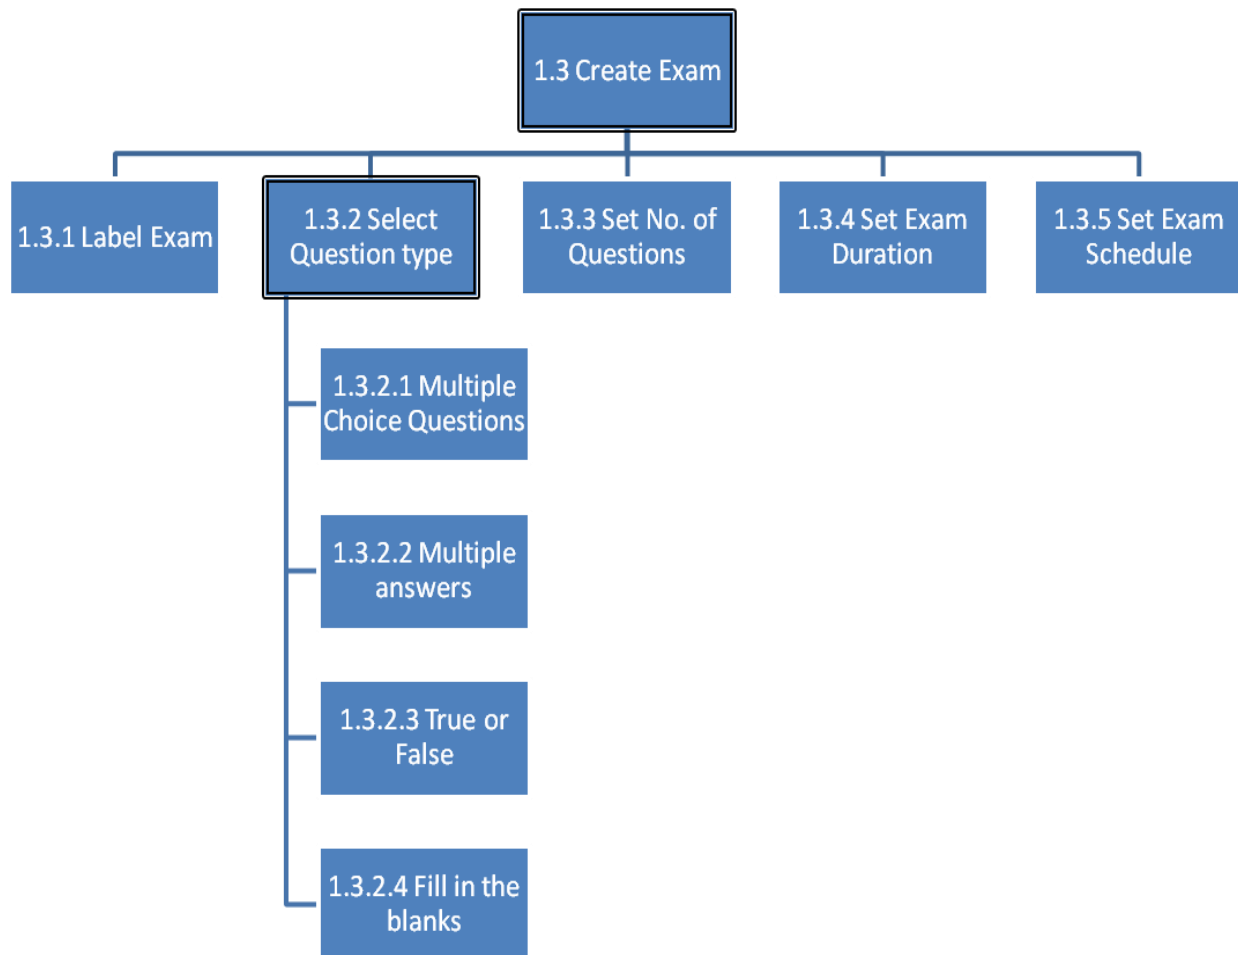 1.3 Create Exam
1.3.1 Label Exam
1.3.2 Select
Question type
1.3.3 Set No. of
Questions
1.3.4 Set Exam
Duration
1.3.5 Set Exam
Schedule
1.3.2.1 Multiple
Choice Questions
1.3.2.2 Multiple
answers
1.3.2.3 True or
False
1.3.2.4 Fill in the
blanks